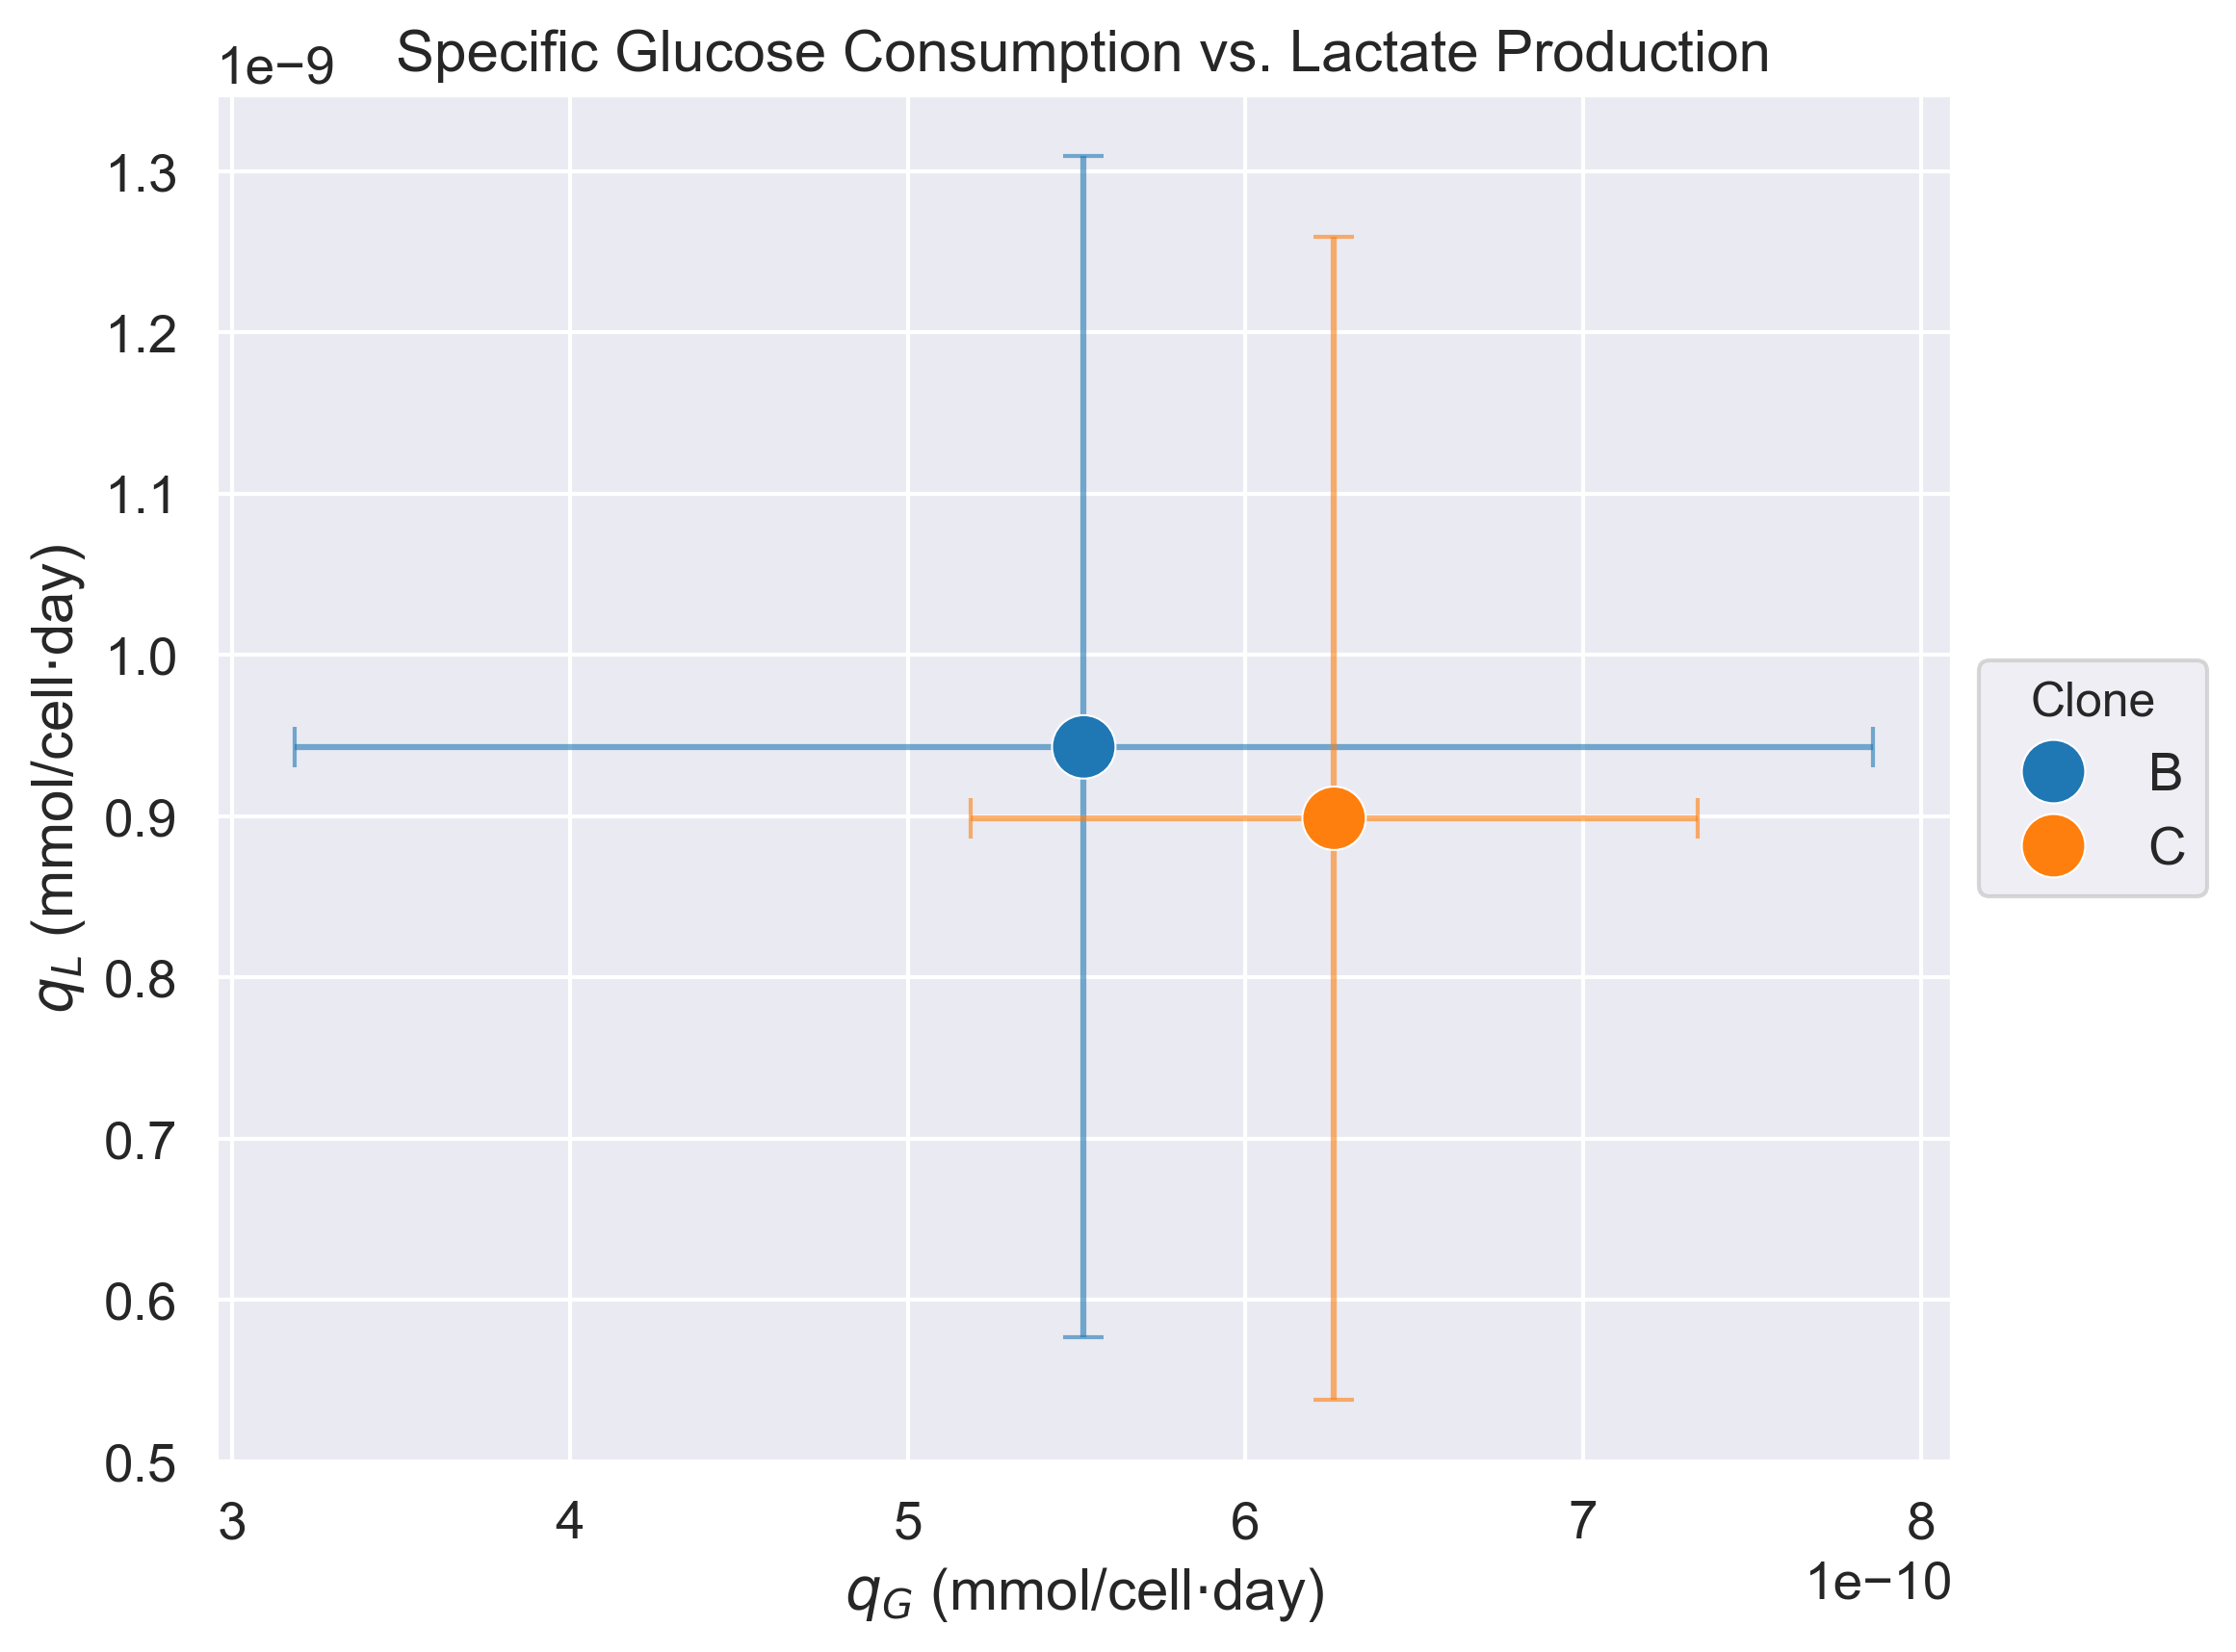 Specific Glucose Consumption vs. Lactate Production
1e−9
1.3
1.2
1.1
1.0
0.9
0.8
0.7
0.6
0.5
q_L (mmol/cell·day)
3 4 5 6 7 8
1e−10
q_G (mmol/cell·day)
Clone
B
C